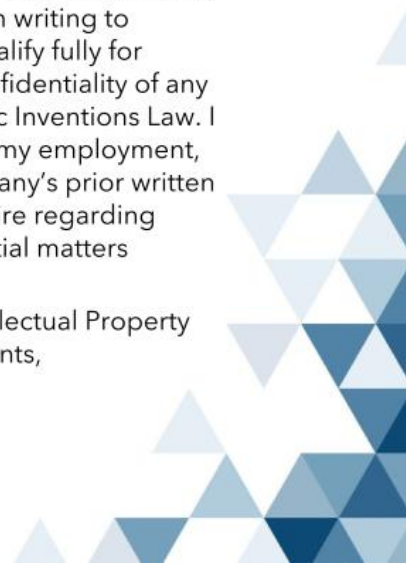 n writing to
alify fully for
fidentiality of any
c Inventions Law. I
my employment,
any's prior written
ire regarding
tial matters
lectual Property
nts,